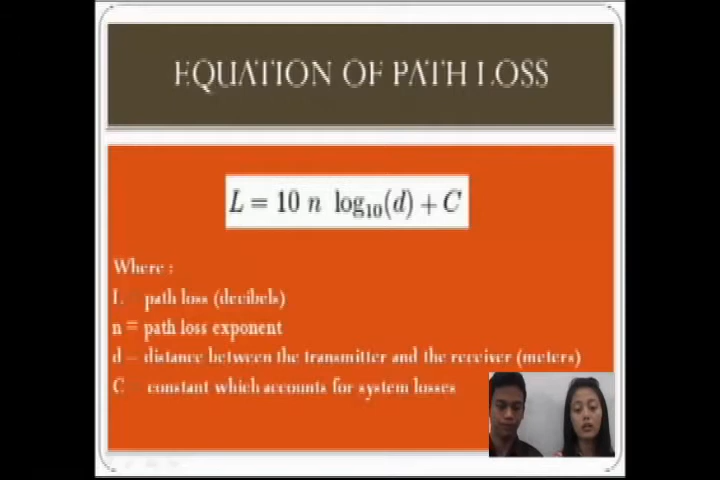 EQUATION OF PATH LOSS
L = 10 n log₁₀(d) + C
Where :
L = path loss (decibels)
n = path loss exponent
d = distance between the transmitter and the receiver (meters)
C = constant which accounts for system losses